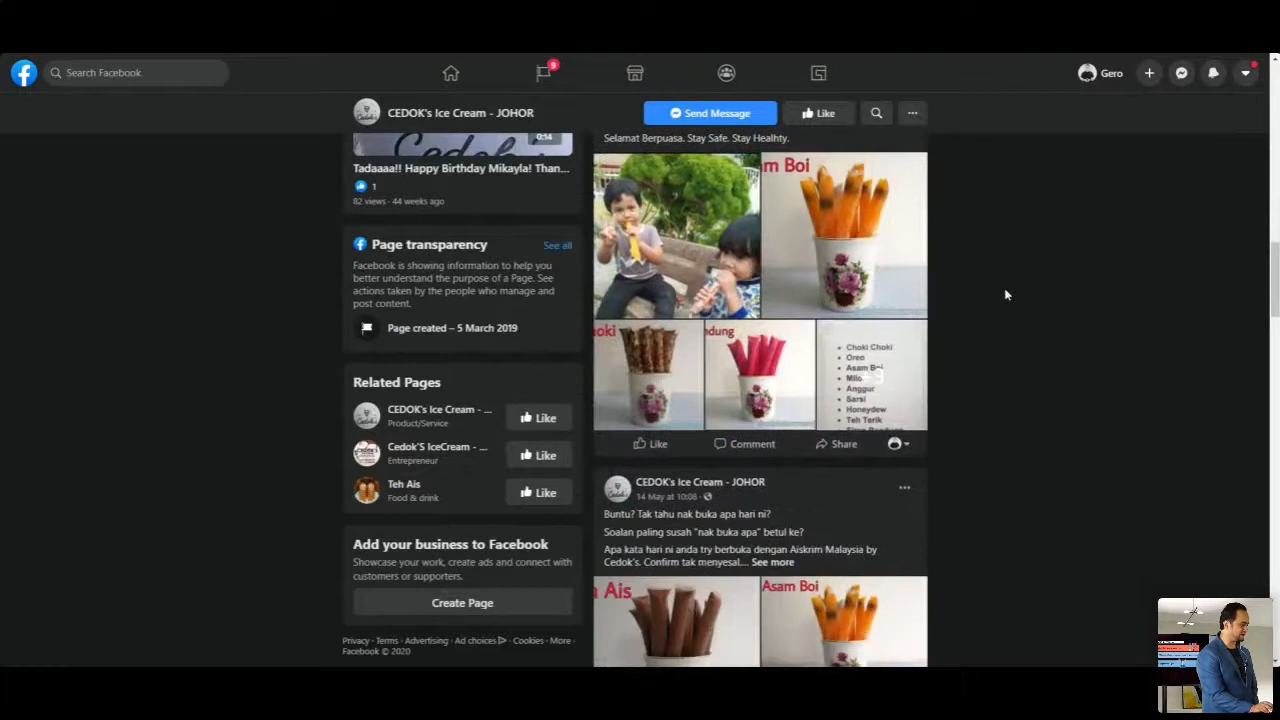 Search Facebook
9
Gero
CEDOK's Ice Cream - JOHOR
Send Message
Like
0:14
Tadaaaa!! Happy Birthday Mikayla! Than...
1
82 views · 44 weeks ago
Page transparency
See all
Facebook is showing information to help you
better understand the purpose of a Page. See
actions taken by the people who manage and
post content.
Page created – 5 March 2019
Related Pages
CEDOK's Ice Cream - ...
Product/Service
Like
Cedok'S IceCream - ...
Entrepreneur
Like
Teh Ais
Food & drink
Like
Add your business to Facebook
Showcase your work, create ads and connect with
customers or supporters.
Create Page
Privacy · Terms · Advertising · Ad choices · Cookies · More ·
Facebook © 2020
Selamat Berpuasa. Stay Safe. Stay Healhty.
m Boi
oki
ndung
Choki Choki
Oreo
Asam Boi
Milo
Anggur
Sarsi
Honeydew
Teh Terik
Like
Comment
Share
CEDOK's Ice Cream - JOHOR
14 May at 10:08
Buntu? Tak tahu nak buka apa hari ni?
Soalan paling susah "nak buka apa" betul ke?
Apa kata hari ni anda try berbuka dengan Aiskrim Malaysia by
Cedok's. Confirm tak menyesal.... See more
a Ais
Asam Boi